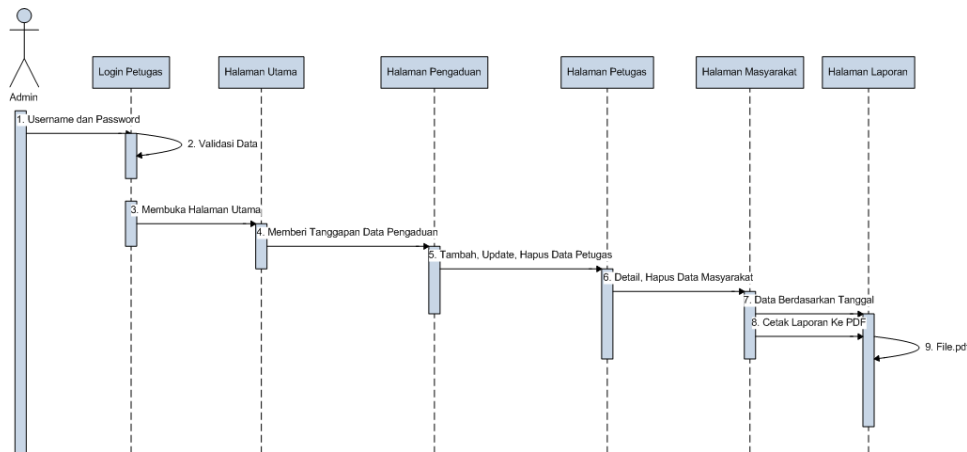 Admin
Login Petugas
Halaman Utama
Halaman Pengaduan
Halaman Petugas
Halaman Masyarakat
Halaman Laporan
1. Username dan Password
2. Validasi Data
3. Membuka Halaman Utama
4. Memberi Tanggapan Data Pengaduan
5. Tambah, Update, Hapus Data Petugas
6. Detail, Hapus Data Masyarakat
7. Data Berdasarkan Tanggal
8. Cetak Laporan Ke PDF
9. File.pdf